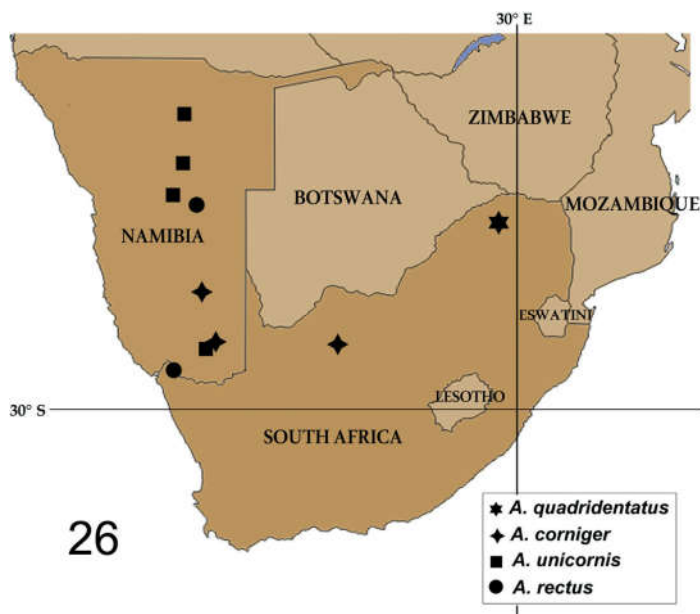 30° E
ZIMBABWE
BOTSWANA
MOZAMBIQUE
NAMIBIA
ESWATINI
LESOTHO
30° S
SOUTH AFRICA
26
A. quadridentatus
A. corniger
A. unicornis
A. rectus